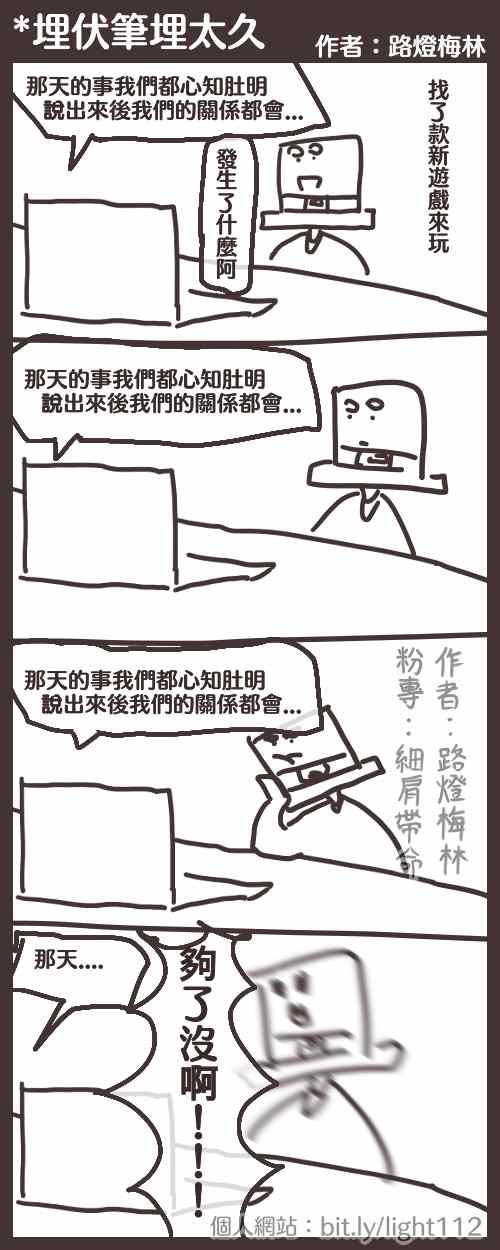 *埋伏筆埋太久
作者：路燈梅林
找了款新遊戲來玩
那天的事我們都心知肚明
說出來後我們的關係都會...
發生了什麼阿
那天的事我們都心知肚明
說出來後我們的關係都會...
那天的事我們都心知肚明
說出來後我們的關係都會...
作者：路燈梅林
粉專：細肩帶命
那天....
夠了沒啊！！！
個人網站：bit.ly/light112